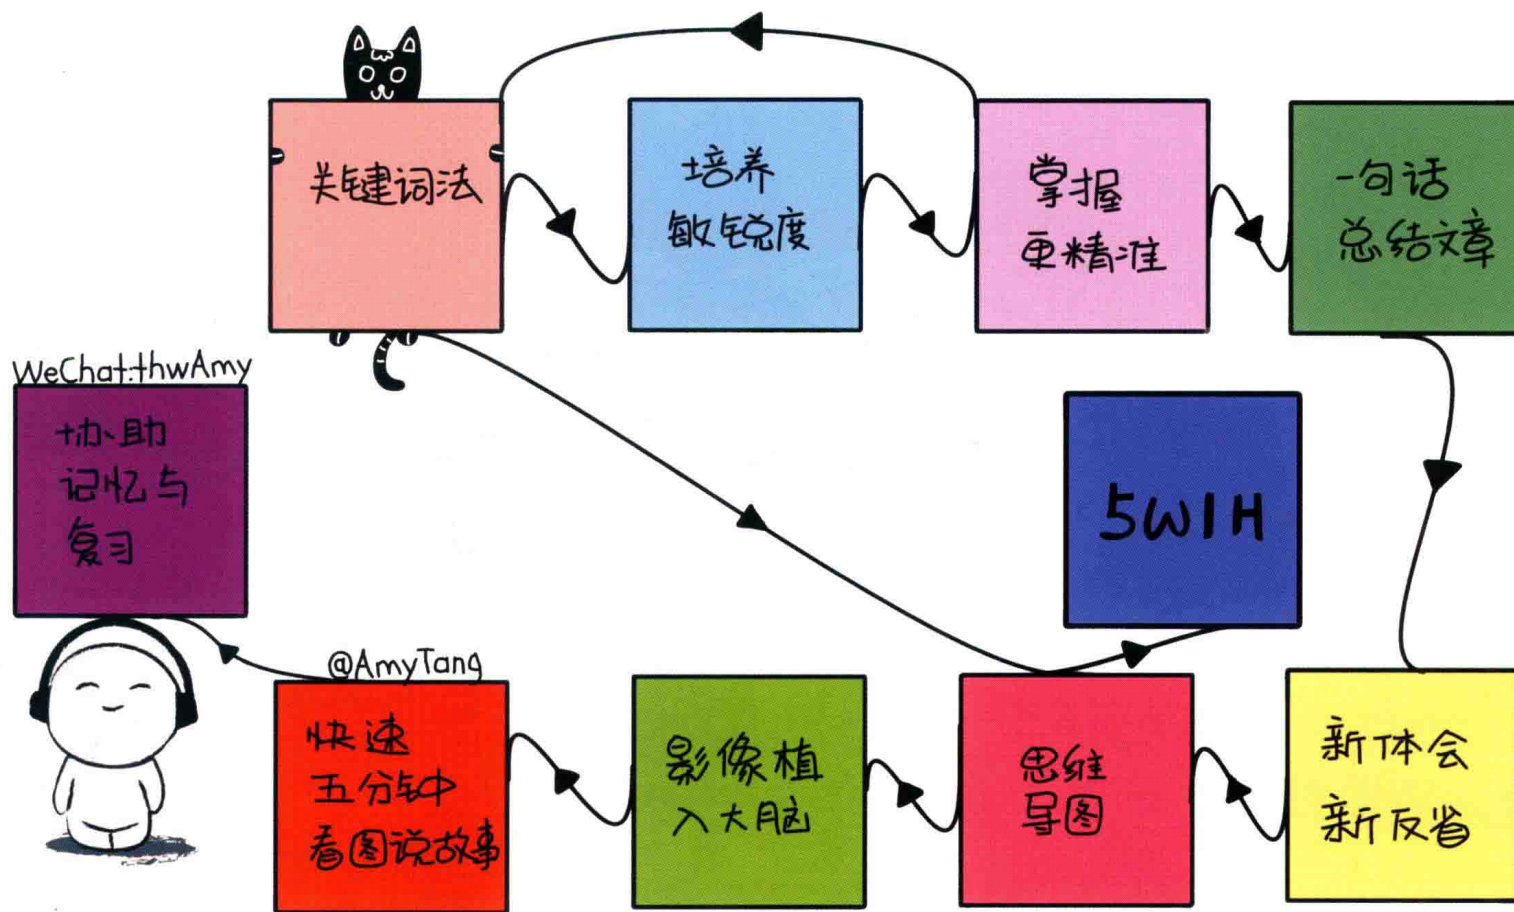 关键词法
培养
敏锐度
掌握
更精准
一句话
总结文章
WeChat:thwAmy
协助
记忆与
复习
5W1H
@AmyTang
快速
五分钟中
看图说故事
影像植
入大脑
思维
导图
新体会
新反省